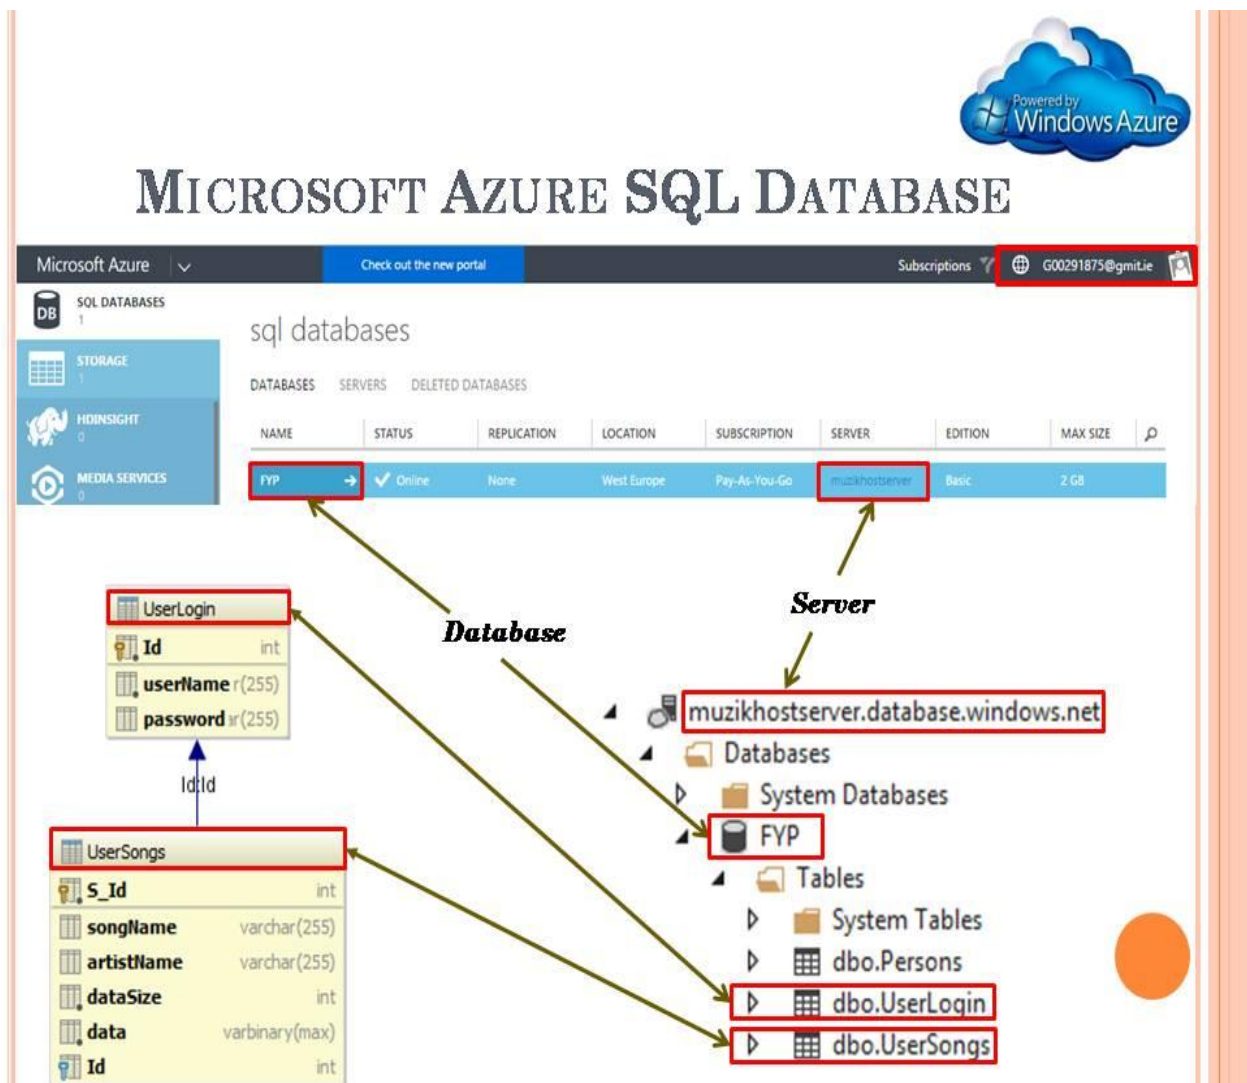 Powered by
Windows Azure
MICROSOFT AZURE SQL DATABASE
Microsoft Azure
Check out the new portal
Subscriptions
G00291875@gmit.ie
DB
SQL DATABASES
1
STORAGE
1
HDINSIGHT
0
MEDIA SERVICES
0
sql databases
DATABASES SERVERS DELETED DATABASES
NAME STATUS REPLICATION LOCATION SUBSCRIPTION SERVER EDITION MAX SIZE
FYP Online None West Europe Pay-As-You-Go muzikhostserver Basic 2 GB
Database
Server
UserLogin
Id int
userName r(255)
password ar(255)
Id:Id
UserSongs
S_Id int
songName varchar(255)
artistName varchar(255)
dataSize int
data varbinary(max)
Id int
muzikhostserver.database.windows.net
Databases
System Databases
FYP
Tables
System Tables
dbo.Persons
dbo.UserLogin
dbo.UserSongs